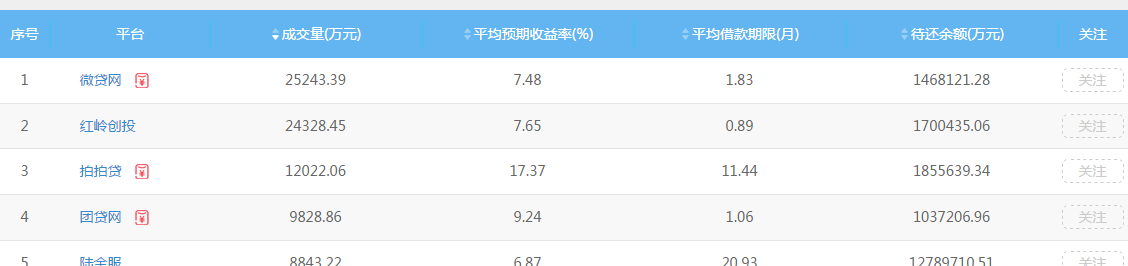 序号 平台 成交量(万元) 平均预期收益率(%) 平均借款期限(月) 待还余额(万元) 关注
1 微贷网 25243.39 7.48 1.83 1468121.28 关注
2 红岭创投 24328.45 7.65 0.89 1700435.06 关注
3 拍拍贷 12022.06 17.37 11.44 1855639.34 关注
4 团贷网 9828.86 9.24 1.06 1037206.96 关注
5 陆金服 8843.22 6.87 20.93 12789710.51 关注